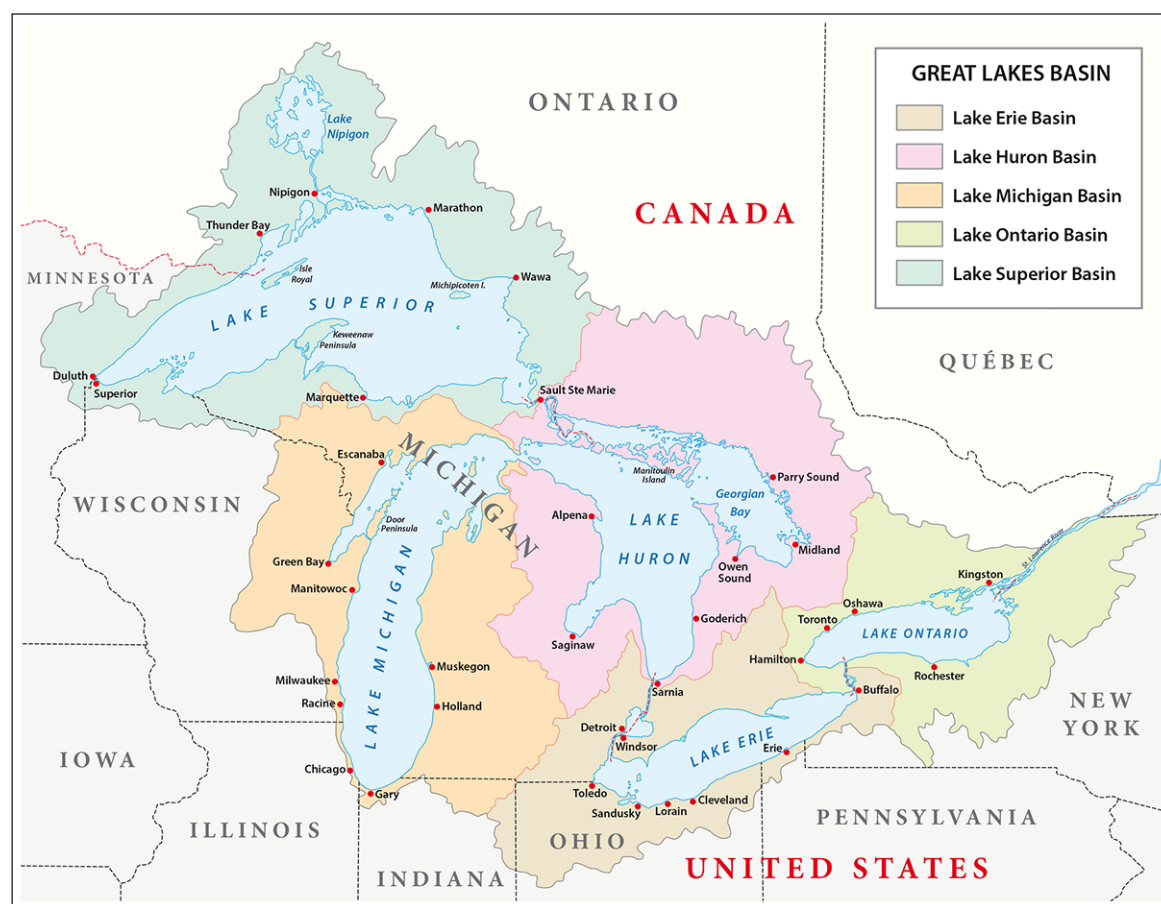 GREAT LAKES BASIN
Lake Erie Basin
Lake Huron Basin
Lake Michigan Basin
Lake Ontario Basin
Lake Superior Basin
ONTARIO
Lake
Nipigon
Nipigon
Marathon
CANADA
Thunder Bay
MINNESOTA
Isle
Royal
Michipicoten I.
Wawa
LAKE SUPERIOR
Keweenaw
Peninsula
QUÉBEC
Duluth
Superior
Marquette
Sault Ste Marie
Escanaba
MICHIGAN
Manitoulin
Island
Parry Sound
WISCONSIN
Georgian
Bay
Alpena
LAKE
HURON
Door
Peninsula
Midland
St. Lawrence River
Green Bay
Owen
Sound
Kingston
Manitowoc
LAKE MICHIGAN
Oshawa
Goderich
Toronto
LAKE ONTARIO
Saginaw
Hamilton
Rochester
Muskegon
Milwaukee
Sarnia
Buffalo
Racine
Holland
NEW
YORK
Detroit
Windsor
LAKE ERIE
Erie
IOWA
Chicago
Gary
Toledo
Sandusky
Lorain
Cleveland
ILLINOIS
OHIO
PENNSYLVANIA
INDIANA
UNITED STATES